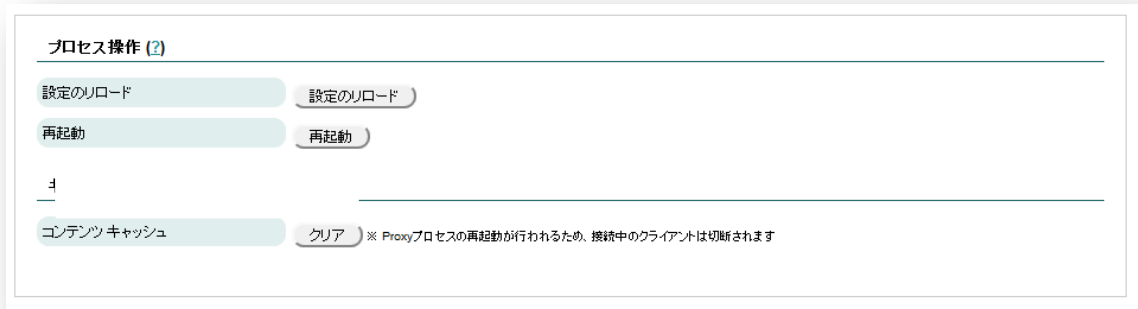 プロセス操作 (?)
設定のリロード 設定のリロード
再起動 再起動
コンテンツ キャッシュ クリア ※ Proxyプロセスの再起動が行われるため、接続中のクライアントは切断されます